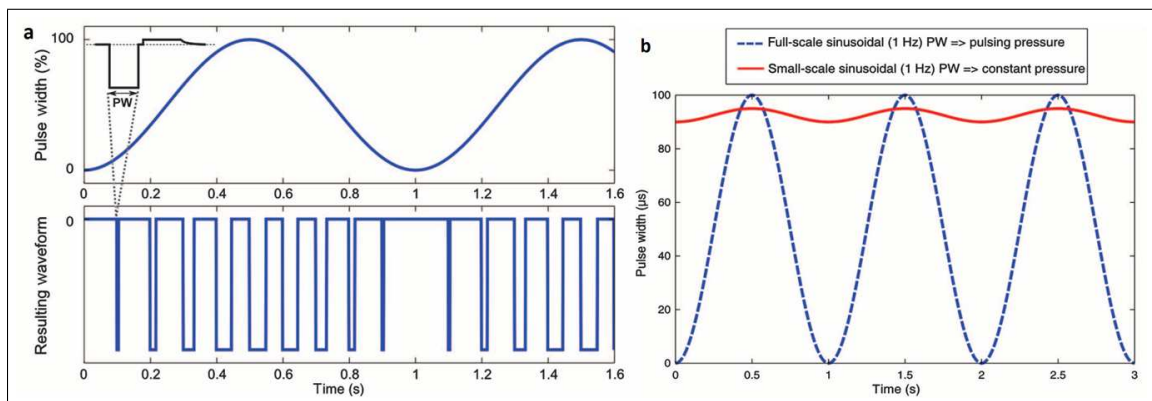 a
Pulse width (%)
100
0
PW
0 0.2 0.4 0.6 0.8 1 1.2 1.4 1.6
Resulting waveform
0
0 0.2 0.4 0.6 0.8 1 1.2 1.4 1.6
Time (s)
b
Full-scale sinusoidal (1 Hz) PW => pulsing pressure
Small-scale sinusoidal (1 Hz) PW => constant pressure
Pulse width (µs)
100
80
60
40
20
0
0 0.5 1 1.5 2 2.5 3
Time (s)